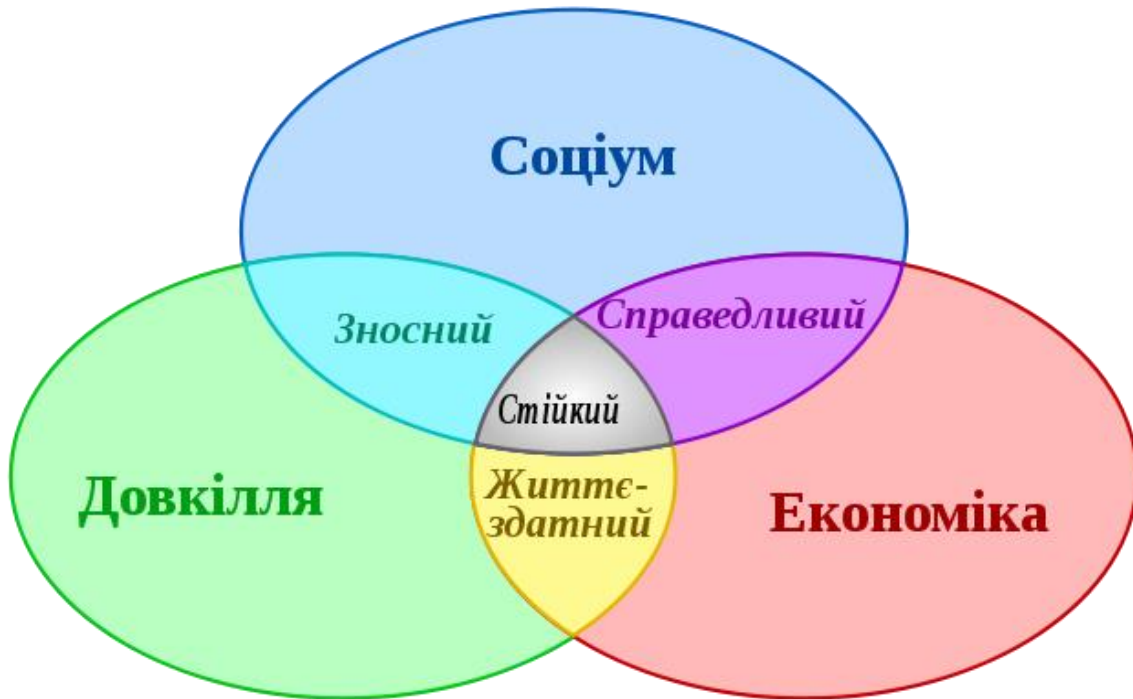 Соціум
Зносний
Справедливий
Стійкий
Довкілля
Життє-
здатний
Економіка